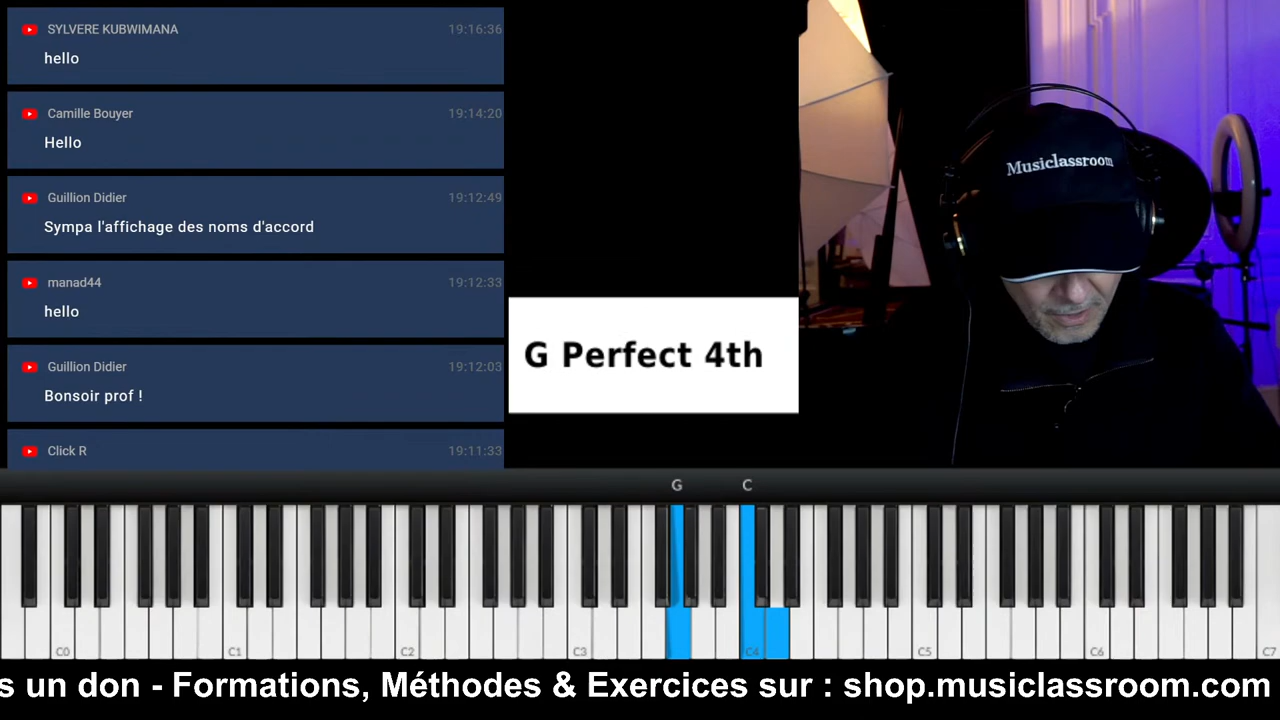 SYLVERE KUBWIMANA 19:16:36
hello
Camille Bouyer 19:14:20
Hello
Guillion Didier 19:12:49
Sympa l'affichage des noms d'accord
manad44 19:12:33
hello
Guillion Didier 19:12:03
Bonsoir prof !
Click R 19:11:33
Musiclassroom
G Perfect 4th
G C
C0 C1 C2 C3 C4 C5 C6 C7
s un don - Formations, Méthodes & Exercices sur : shop.musiclassroom.com